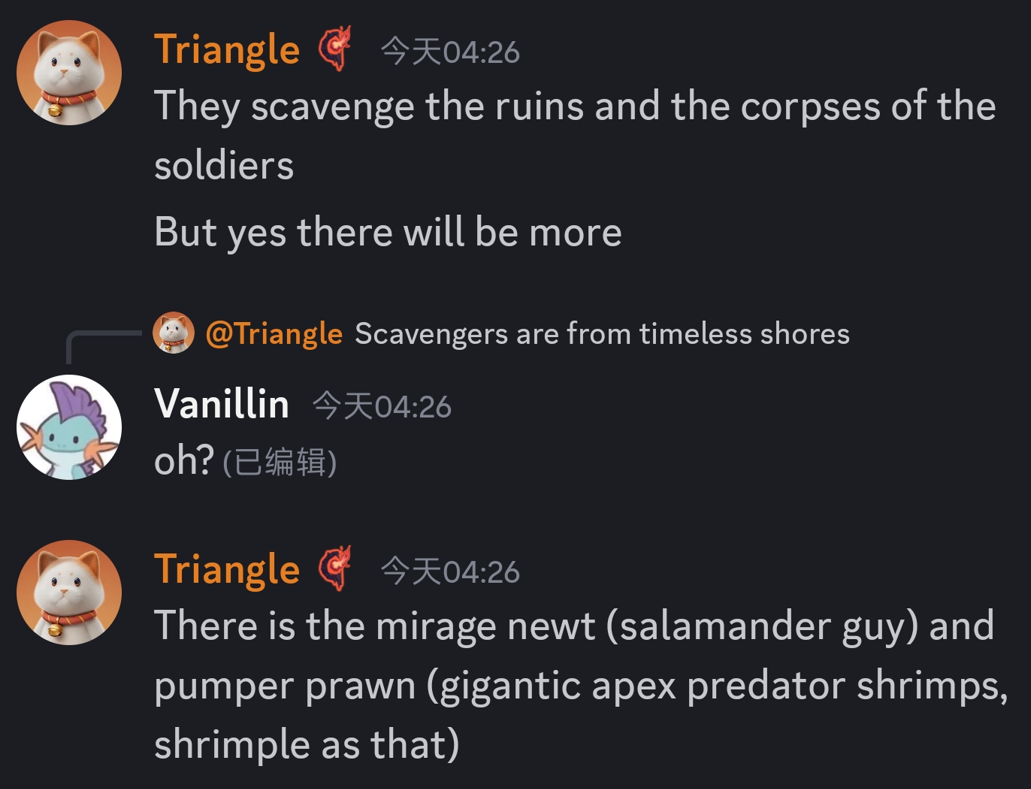 Triangle 今天04:26
They scavenge the ruins and the corpses of the
soldiers
But yes there will be more
@Triangle Scavengers are from timeless shores
Vanillin 今天04:26
oh? (已编辑)
Triangle 今天04:26
There is the mirage newt (salamander guy) and
pumper prawn (gigantic apex predator shrimps,
shrimple as that)